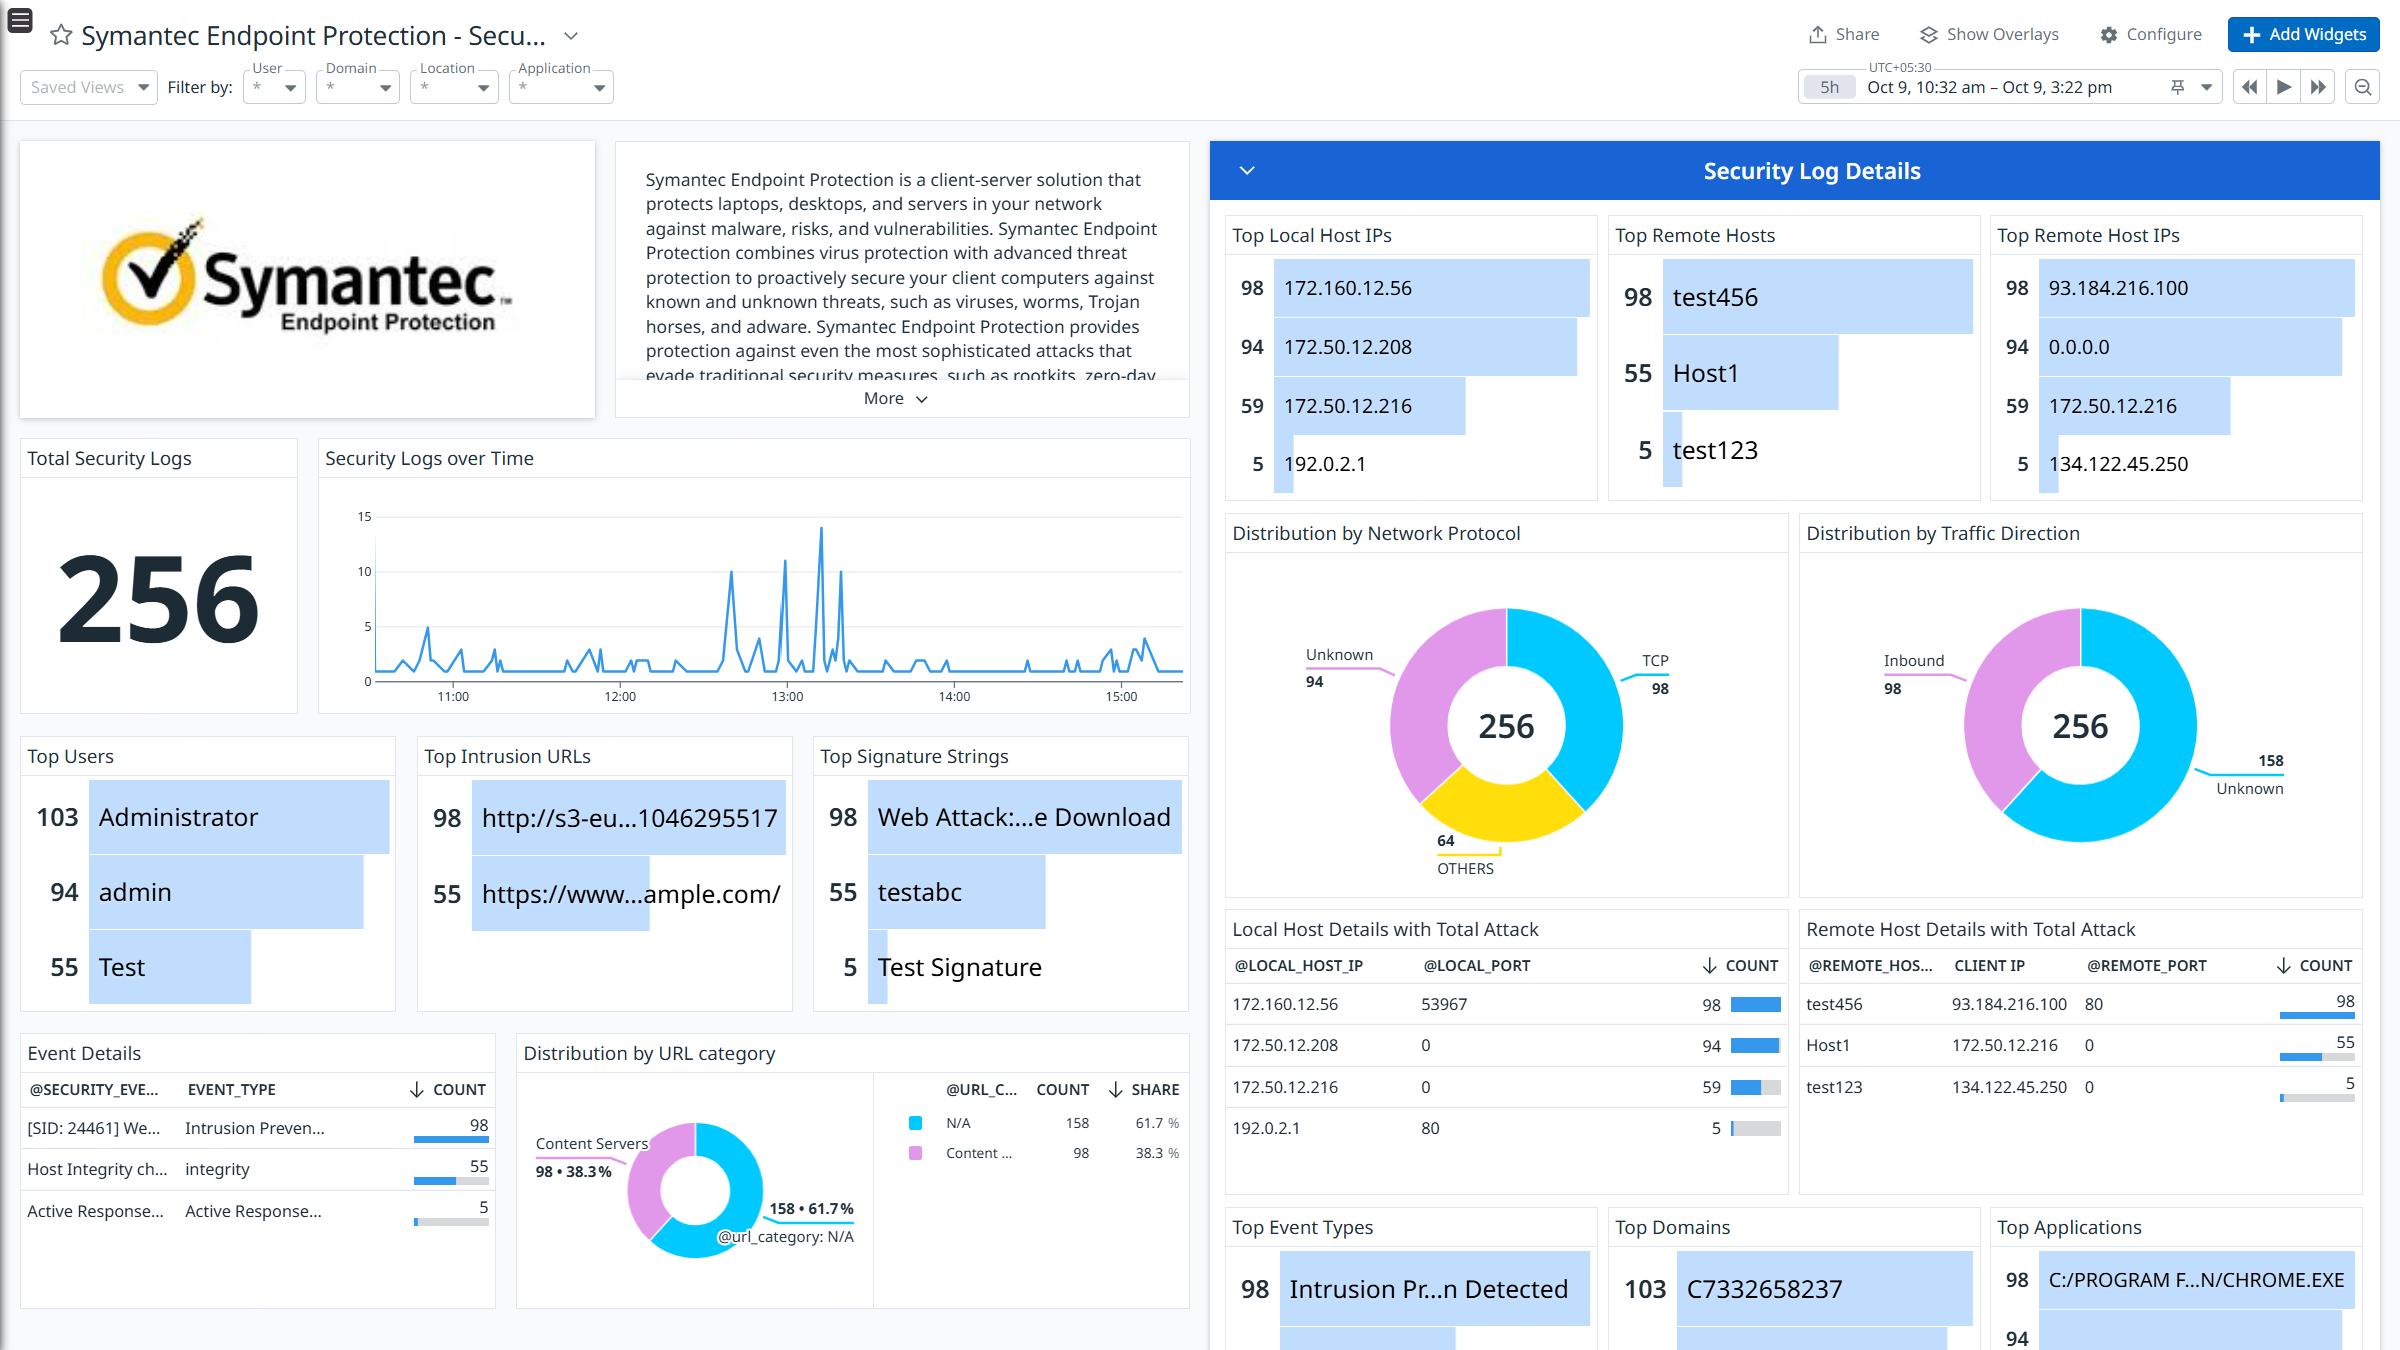 Symantec Endpoint Protection - Secu...
Share
Show Overlays
Configure
Add Widgets
Saved Views
Filter by:
User
*
Domain
*
Location
*
Application
*
UTC+05:30
5h
Oct 9, 10:32 am – Oct 9, 3:22 pm
Symantec™
Endpoint Protection
Symantec Endpoint Protection is a client-server solution that
protects laptops, desktops, and servers in your network
against malware, risks, and vulnerabilities. Symantec Endpoint
Protection combines virus protection with advanced threat
protection to proactively secure your client computers against
known and unknown threats, such as viruses, worms, Trojan
horses, and adware. Symantec Endpoint Protection provides
protection against even the most sophisticated attacks that
evade traditional security measures, such as rootkits, zero-day
More
Total Security Logs
256
Security Logs over Time
15
10
5
0
11:00
12:00
13:00
14:00
15:00
Top Users
103 Administrator
94 admin
55 Test
Top Intrusion URLs
98 http://s3-eu...1046295517
55 https://www...ample.com/
Top Signature Strings
98 Web Attack:...e Download
55 testabc
5 Test Signature
Event Details
@SECURITY_EVE... EVENT_TYPE COUNT
[SID: 24461] We... Intrusion Preven... 98
Host Integrity ch... integrity 55
Active Response... Active Response... 5
Distribution by URL category
Content Servers
98 • 38.3%
158 • 61.7%
@url_category: N/A
@URL_C... COUNT SHARE
N/A 158 61.7 %
Content ... 98 38.3 %
Security Log Details
Top Local Host IPs
98 172.160.12.56
94 172.50.12.208
59 172.50.12.216
5 192.0.2.1
Top Remote Hosts
98 test456
55 Host1
5 test123
Top Remote Host IPs
98 93.184.216.100
94 0.0.0.0
59 172.50.12.216
5 134.122.45.250
Distribution by Network Protocol
Unknown
94
TCP
98
256
64
OTHERS
Distribution by Traffic Direction
Inbound
98
256
158
Unknown
Local Host Details with Total Attack
@LOCAL_HOST_IP @LOCAL_PORT COUNT
172.160.12.56 53967 98
172.50.12.208 0 94
172.50.12.216 0 59
192.0.2.1 80 5
Remote Host Details with Total Attack
@REMOTE_HOS... CLIENT IP @REMOTE_PORT COUNT
test456 93.184.216.100 80 98
Host1 172.50.12.216 0 55
test123 134.122.45.250 0 5
Top Event Types
98 Intrusion Pr...n Detected
Top Domains
103 C7332658237
Top Applications
98 C:/PROGRAM F...N/CHROME.EXE
94